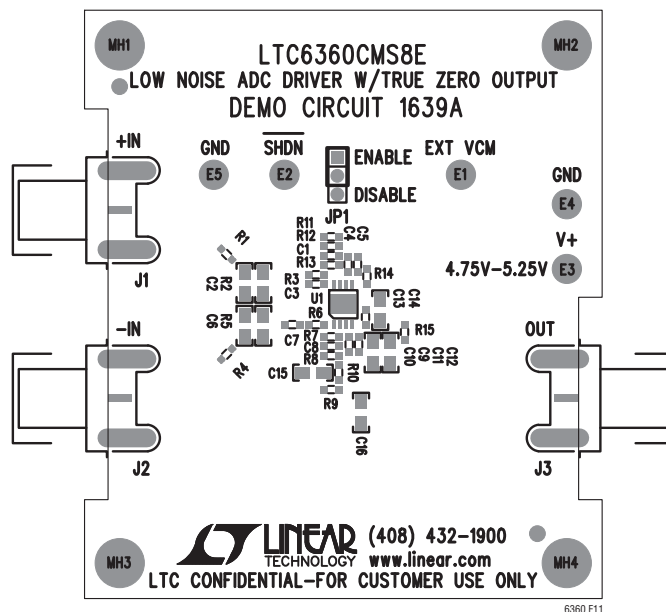 MH1
MH2
LTC6360CMS8E
LOW NOISE ADC DRIVER W/TRUE ZERO OUTPUT
DEMO CIRCUIT 1639A
+IN
GND
SHDN
ENABLE
EXT VCM
E5
E2
E1
GND
DISABLE
E4
JP1
V+
4.75V-5.25V
E3
J1
R1
R2
C2
R11
R12
C1
R13
C4
C5
R3
C3
R14
U1
C13
C14
R6
-IN
C6
R5
R4
C7
R7
C8
R8
R15
C10
C9
C11
C12
OUT
C15
R10
R9
C16
J2
J3
LT LINEAR
TECHNOLOGY
(408) 432-1900
www.linear.com
MH3
MH4
LTC CONFIDENTIAL-FOR CUSTOMER USE ONLY
6360 F11